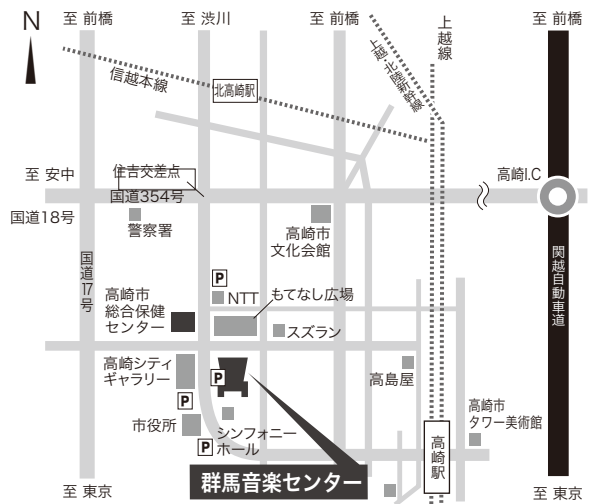 N
至 前橋
至 渋川
至 前橋
上越線
至 前橋
信越本線
北高崎駅
上越・北陸新幹線
至 安中
住吉交差点
高崎I.C
国道354号
国道18号
警察署
高崎市
文化会館
国道17号
関越自動車道
P
高崎市
総合保健
センター
NTT
もてなし広場
スズラン
高崎シティ
ギャラリー
P
高島屋
P
市役所
シンフォニー
ホール
P
高崎市
タワー美術館
高崎駅
群馬音楽センター
至 東京
至 東京